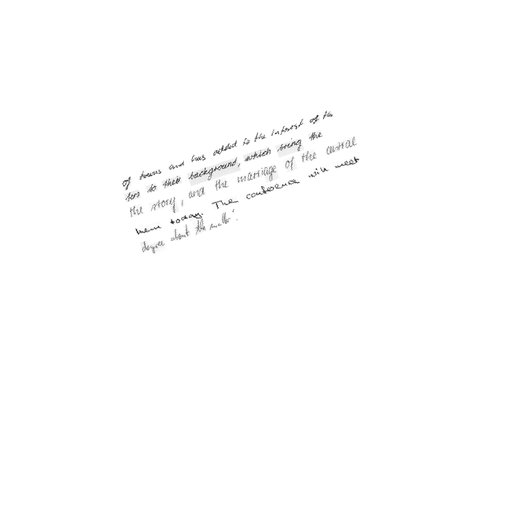 of towns and has added to the interest of the
ters to their background, which bring the
the story, and the marriage of the
them today. The conference will meet
degree about the